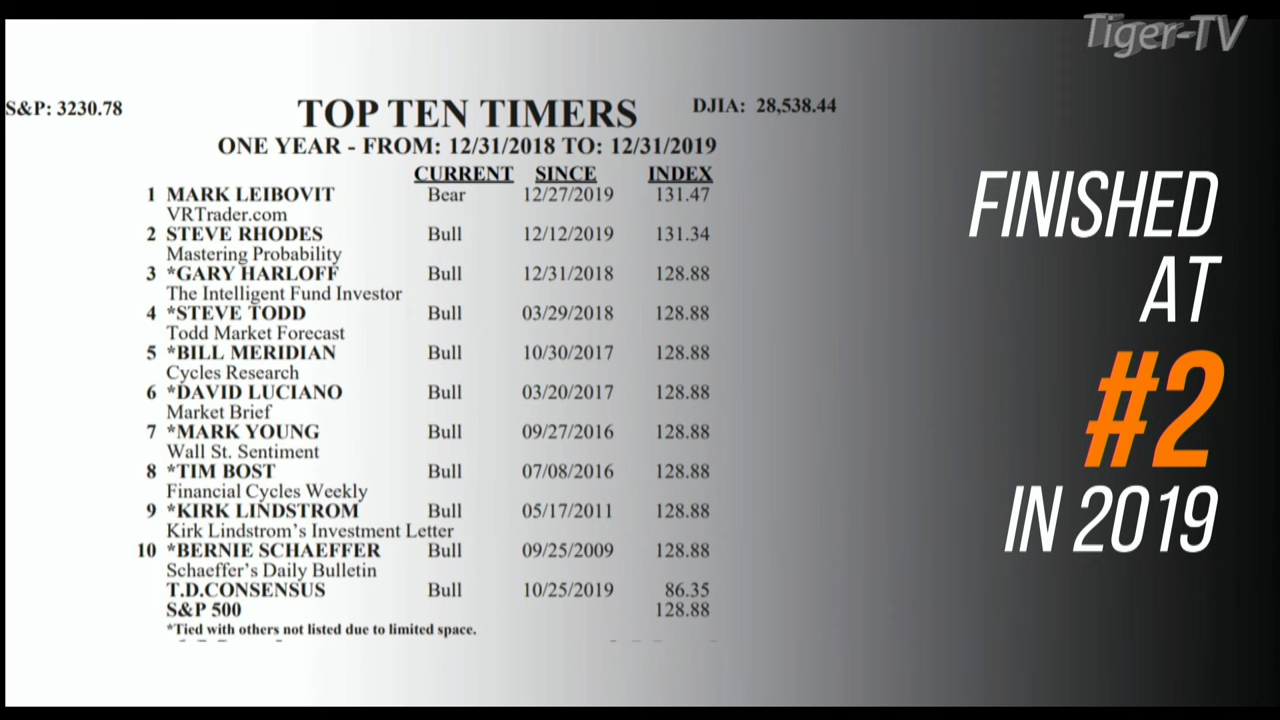 Tiger-TV
S&P: 3230.78
TOP TEN TIMERS
DJIA: 28,538.44
ONE YEAR - FROM: 12/31/2018 TO: 12/31/2019
CURRENT SINCE INDEX
1 MARK LEIBOVIT Bear 12/27/2019 131.47
VRTrader.com
2 STEVE RHODES Bull 12/12/2019 131.34
Mastering Probability
3 *GARY HARLOFF Bull 12/31/2018 128.88
The Intelligent Fund Investor
4 *STEVE TODD Bull 03/29/2018 128.88
Todd Market Forecast
5 *BILL MERIDIAN Bull 10/30/2017 128.88
Cycles Research
6 *DAVID LUCIANO Bull 03/20/2017 128.88
Market Brief
7 *MARK YOUNG Bull 09/27/2016 128.88
Wall St. Sentiment
8 *TIM BOST Bull 07/08/2016 128.88
Financial Cycles Weekly
9 *KIRK LINDSTROM Bull 05/17/2011 128.88
Kirk Lindstrom's Investment Letter
10 *BERNIE SCHAEFFER Bull 09/25/2009 128.88
Schaeffer's Daily Bulletin
T.D.CONSENSUS Bull 10/25/2019 86.35
S&P 500 128.88
*Tied with others not listed due to limited space.
FINISHED
AT
#2
IN 2019